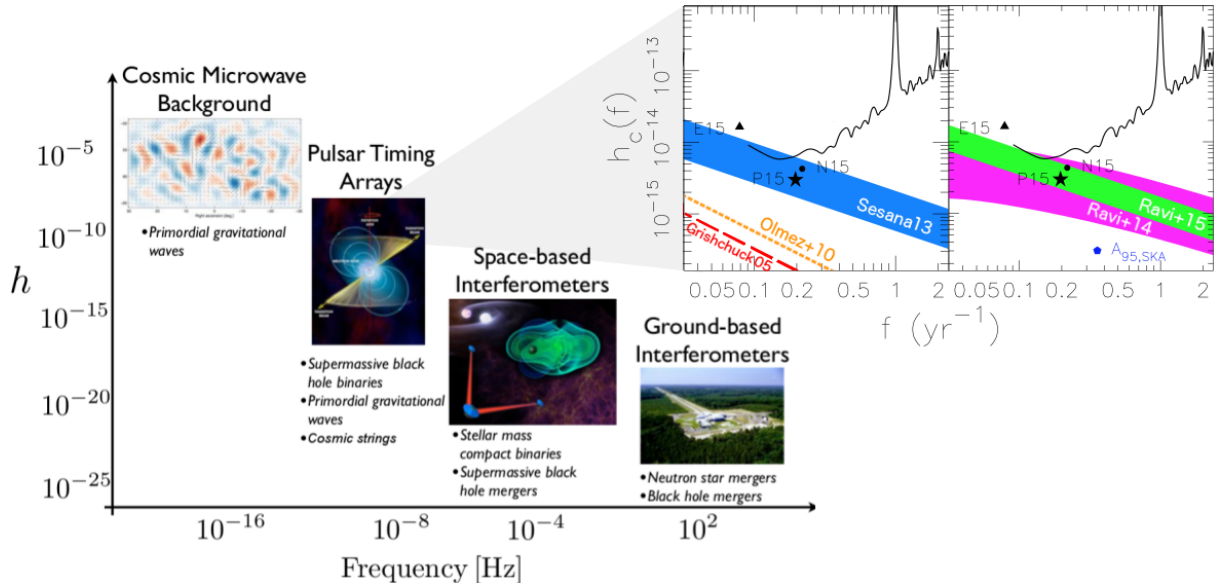 Cosmic Microwave
Background
• Primordial gravitational
waves
Pulsar Timing
Arrays
• Supermassive black
hole binaries
• Primordial gravitational
waves
• Cosmic strings
Space-based
Interferometers
• Stellar mass
compact binaries
• Supermassive black
hole mergers
Ground-based
Interferometers
• Neutron star mergers
• Black hole mergers
h
10^-5
10^-10
10^-15
10^-20
10^-25
10^-16
10^-8
10^-4
10^2
Frequency [Hz]
h_c(f)
10^-13
10^-14
10^-15
E15
N15
P15
Sesana13
Olmez+10
Grishchuk05
0.05 0.1 0.2 0.5 1 2
E15
N15
P15
Ravi+15
Ravi+14
A_95,SKA
0.05 0.1 0.2 0.5 1 2
f (yr^-1)